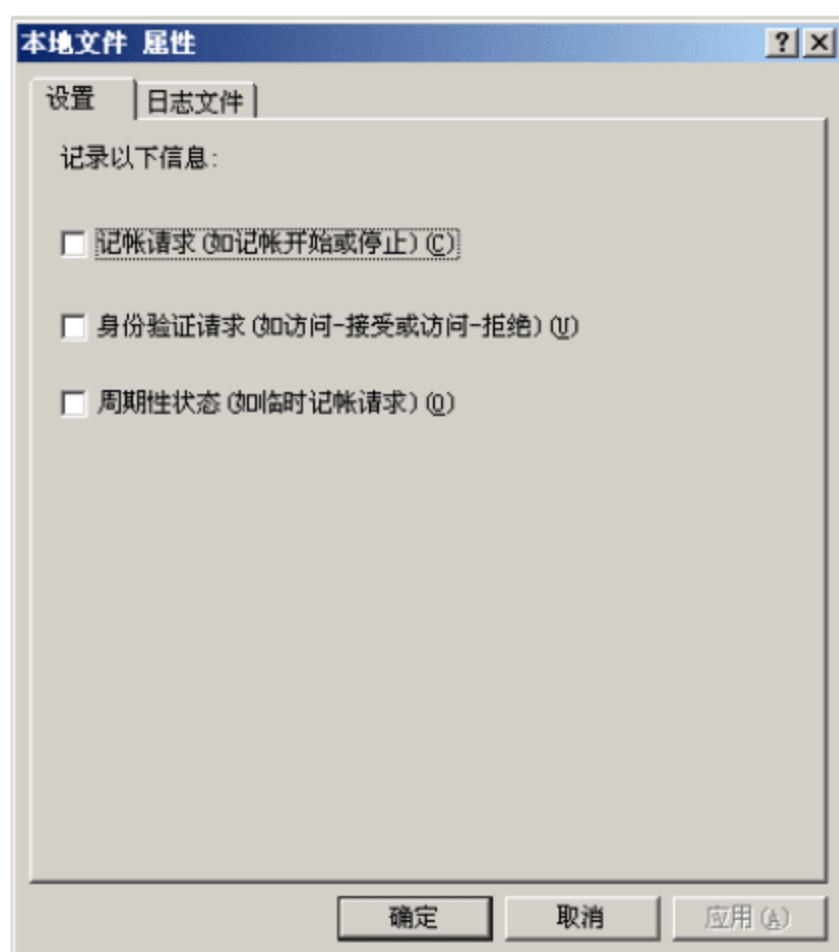 本地文件 属性
设置
日志文件
记录以下信息:
记帐请求(如记帐开始或停止)(C)
身份验证请求(如访问-接受或访问-拒绝)(U)
周期性状态(如临时记帐请求)(O)
确定
取消
应用(A)